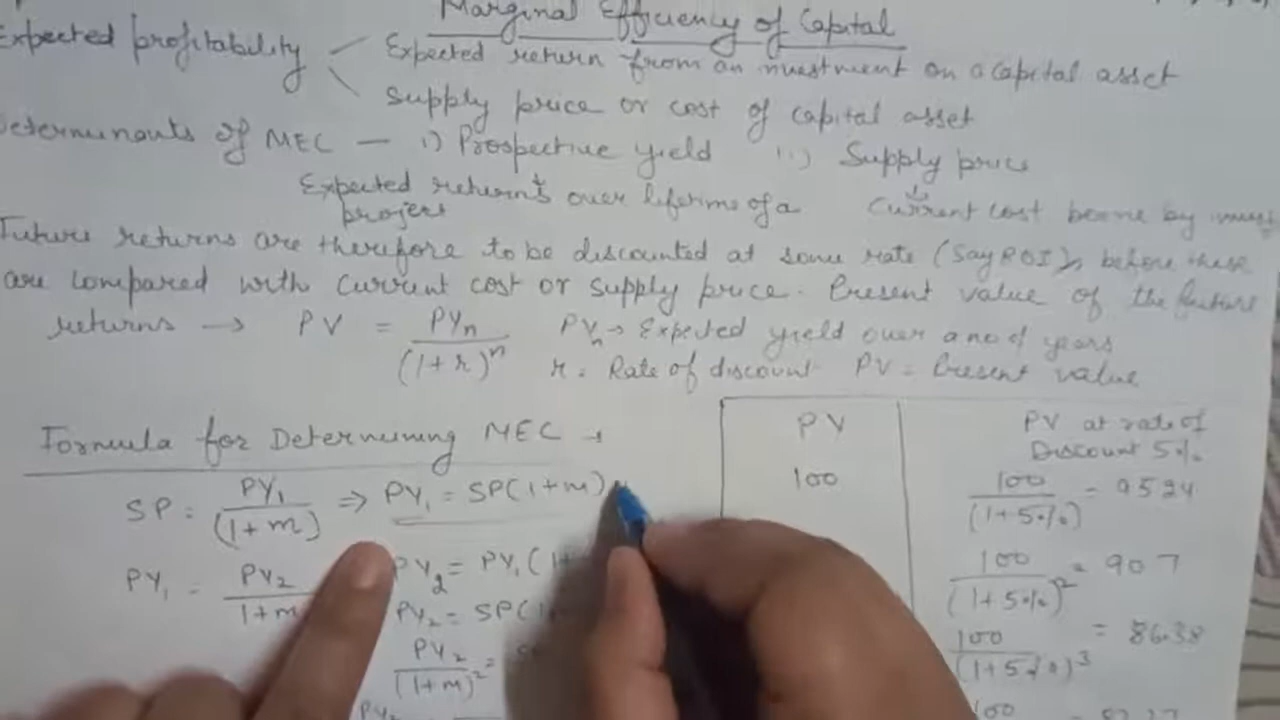 Marginal Efficiency of Capital
Expected profitability
Expected return from an investment on a capital asset
Supply price or cost of capital asset
Determinants of MEC — i) Prospective yield ii) Supply price
Expected returns over lifetime of a project
Current cost borne by
Future returns are therefore to be discounted at some rate (Say ROI), before these
are compared with current cost or supply price. Present value of the future
returns → PV = PYn / (1+r)^n PYn → Expected yield over a no of years
r = Rate of discount PV = Present value
Formula for Determining MEC →
SP = PY₁ / (1+m) ⇒ PY₁ = SP(1+m)
PY₁ = PY₂ / 1+m
PY₂ = PY₁(1+
PY₂ = SP(1
PY₂ / (1+m)² =
PV
100
PV at rate of
Discount 5%
100 / (1+5%) = 9524
100 / (1+5%)² = 907
100 / (1+5%)³ = 8638
100